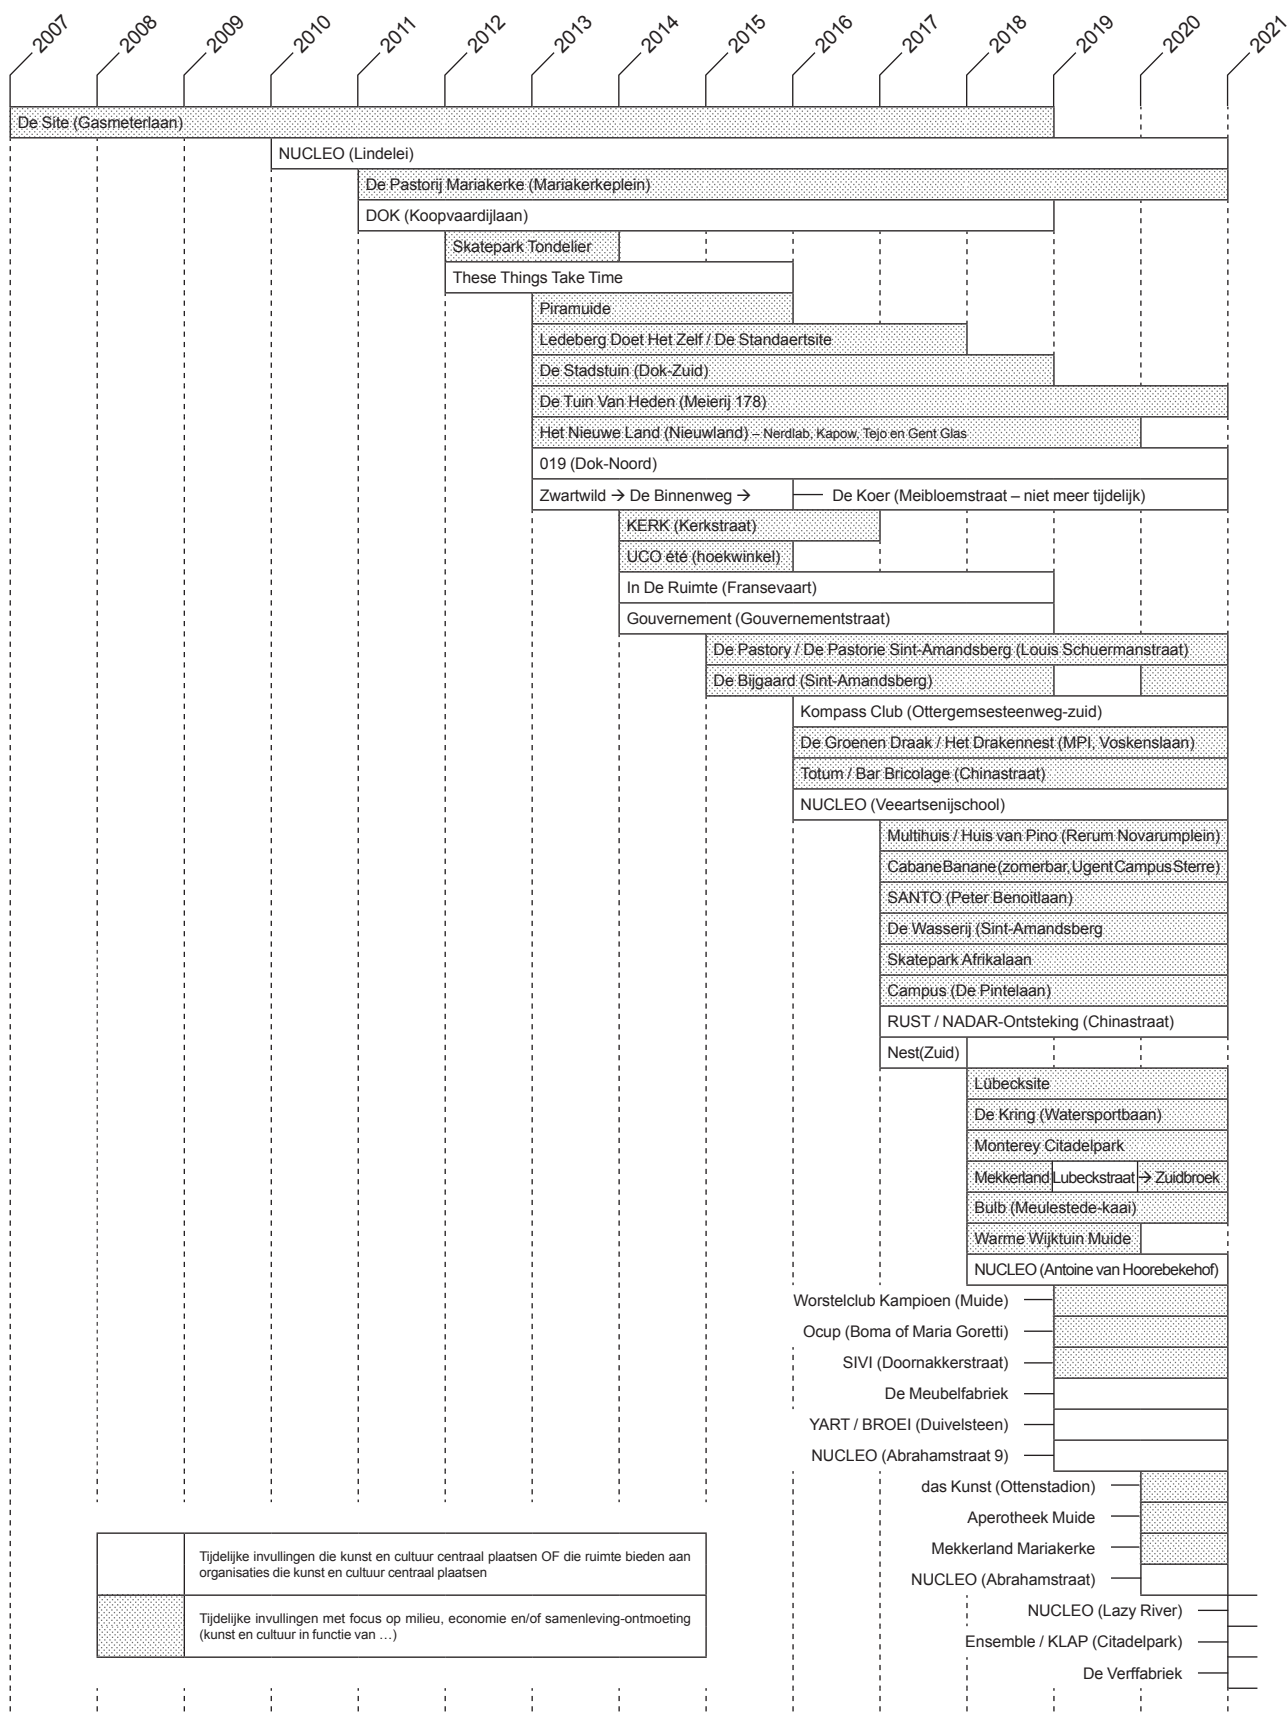 2007 2008 2009 2010 2011 2012 2013 2014 2015 2016 2017 2018 2019 2020 2021
De Site (Gasmeterlaan)
NUCLEO (Lindelei)
De Pastorij Mariakerke (Mariakerkeplein)
DOK (Koopvaardijlaan)
Skatepark Tondelier
These Things Take Time
Piramuide
Ledeberg Doet Het Zelf / De Standaertsite
De Stadstuin (Dok-Zuid)
De Tuin Van Heden (Meierij 178)
Het Nieuwe Land (Nieuwland) – Nerdlab, Kapow, Tejo en Gent Glas
019 (Dok-Noord)
Zwartwild → De Binnenweg → De Koer (Meibloemstraat – niet meer tijdelijk)
KERK (Kerkstraat)
UCO été (hoekwinkel)
In De Ruimte (Fransevaart)
Gouvernement (Gouvernementstraat)
De Pastory / De Pastorie Sint-Amandsberg (Louis Schuermanstraat)
De Bijgaard (Sint-Amandsberg)
Kompass Club (Ottergemsesteenweg-zuid)
De Groenen Draak / Het Drakennest (MPI, Voskenslaan)
Totum / Bar Bricolage (Chinastraat)
NUCLEO (Veeartsenijschool)
Multihuis / Huis van Pino (Rerum Novarumplein)
Cabane Banane (zomerbar, Ugent Campus Sterre)
SANTO (Peter Benoitlaan)
De Wasserij (Sint-Amandsberg
Skatepark Afrikalaan
Campus (De Pintelaan)
RUST / NADAR-Ontsteking (Chinastraat)
Nest(Zuid)
Lübecksite
De Kring (Watersportbaan)
Monterey Citadelpark
Mekkerland Lubeckstraat → Zuidbroek
Bulb (Meulestede-kaai)
Warme Wijktuin Muide
NUCLEO (Antoine van Hoorebekehof)
Worstelclub Kampioen (Muide)
Ocup (Boma of Maria Goretti)
SIVI (Doornakkerstraat)
De Meubelfabriek
YART / BROEI (Duivelsteen)
NUCLEO (Abrahamstraat 9)
das Kunst (Ottenstadion)
Aperotheek Muide
Mekkerland Mariakerke
NUCLEO (Abrahamstraat)
NUCLEO (Lazy River)
Ensemble / KLAP (Citadelpark)
De Verffabriek
Tijdelijke invullingen die kunst en cultuur centraal plaatsen OF die ruimte bieden aan
organisaties die kunst en cultuur centraal plaatsen
Tijdelijke invullingen met focus op milieu, economie en/of samenleving-ontmoeting
(kunst en cultuur in functie van …)